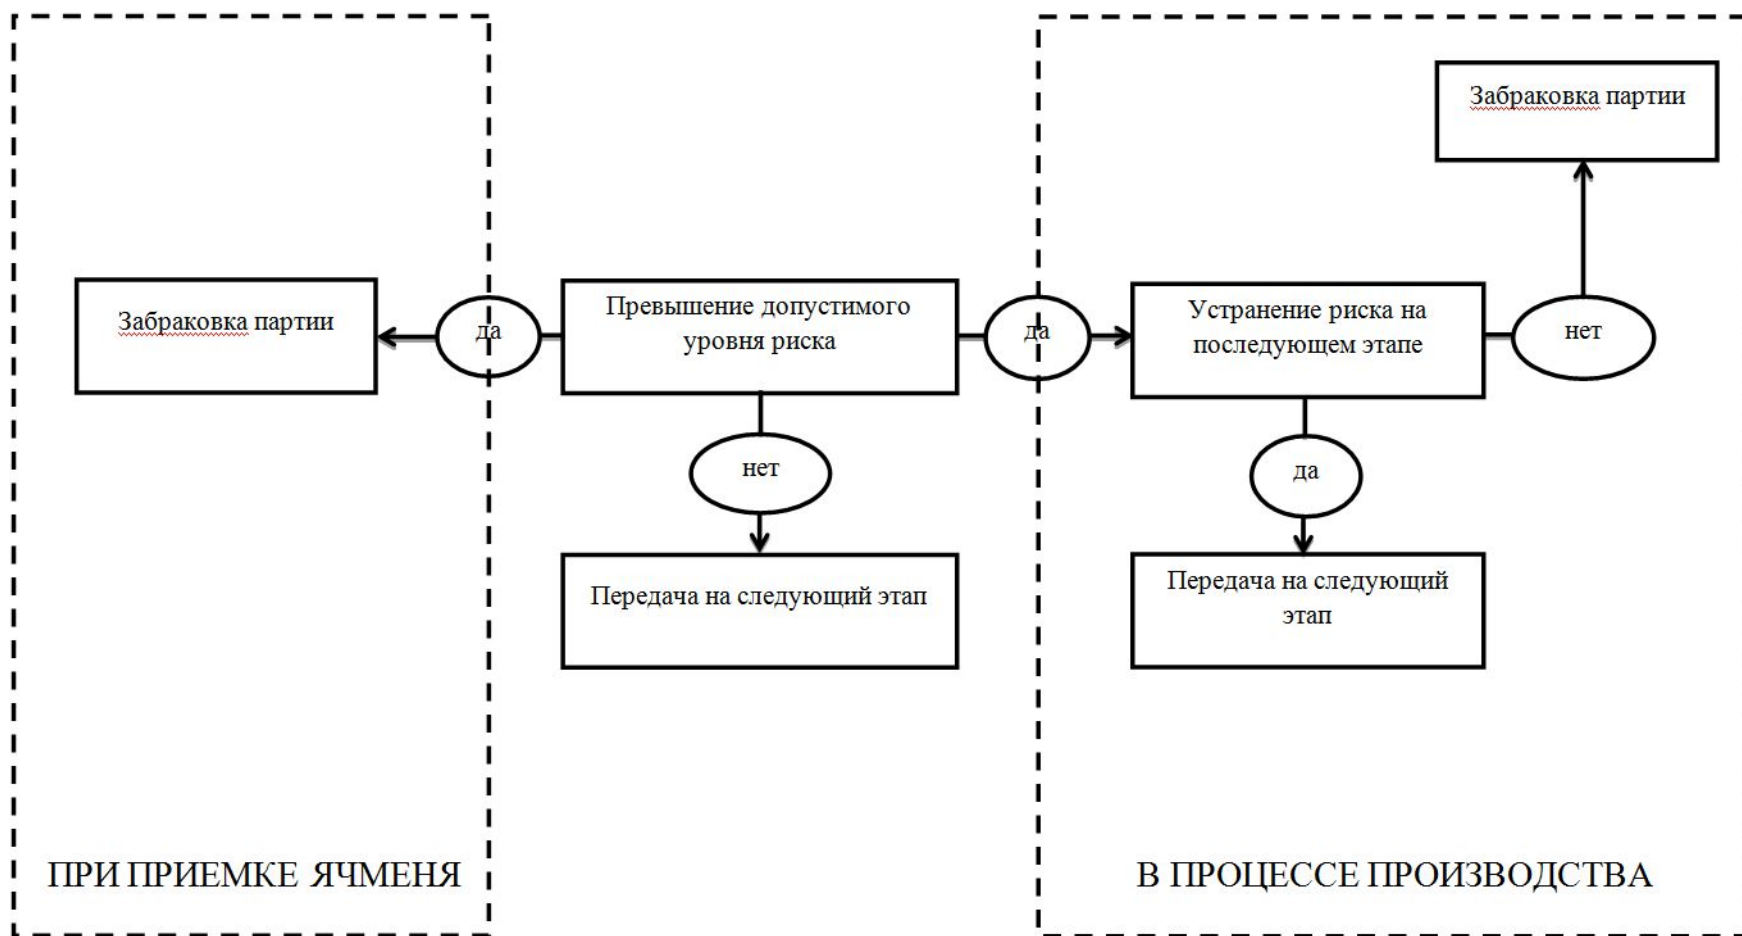 Забраковка партии
Забраковка партии
да
Превышение допустимого
уровня риска
да
Устранение риска на
последующем этапе
нет
нет
да
Передача на следующий этап
Передача на следующий
этап
ПРИ ПРИЕМКЕ ЯЧМЕНЯ
В ПРОЦЕССЕ ПРОИЗВОДСТВА